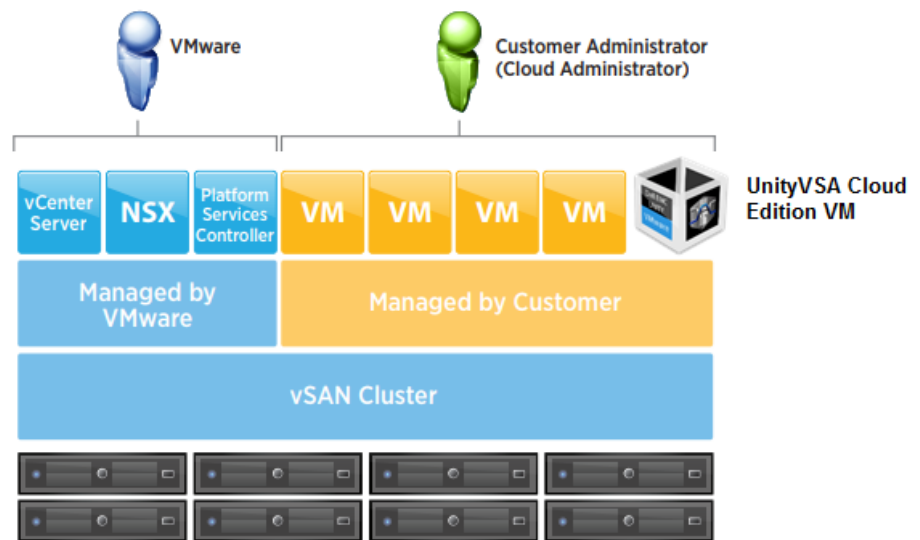 VMware
Customer Administrator
(Cloud Administrator)
vCenter
Server
NSX
Platform
Services
Controller
VM
VM
VM
VM
UnityVSA Cloud
Edition VM
Managed by
VMware
Managed by Customer
vSAN Cluster